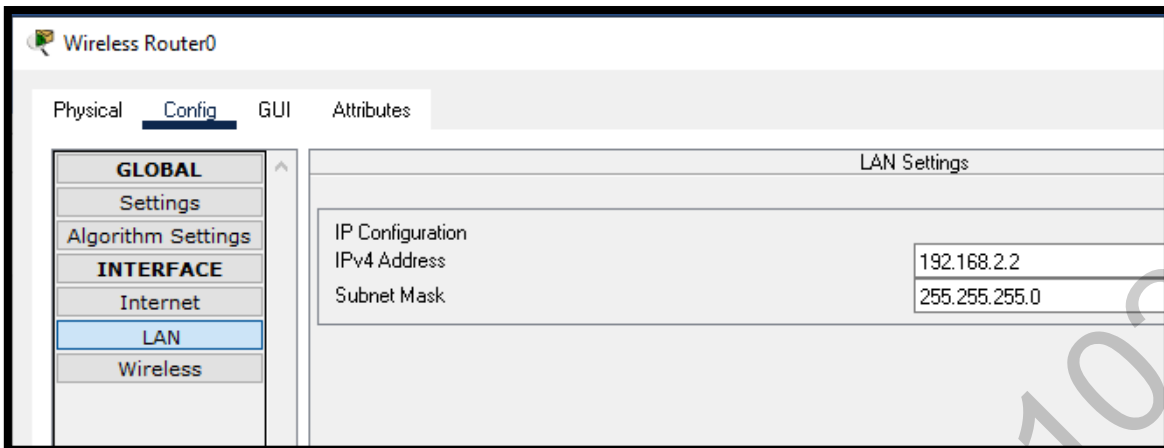 Wireless Router0
Physical Config GUI Attributes
GLOBAL
Settings
Algorithm Settings
INTERFACE
Internet
LAN
Wireless
LAN Settings
IP Configuration
IPv4 Address 192.168.2.2
Subnet Mask 255.255.255.0